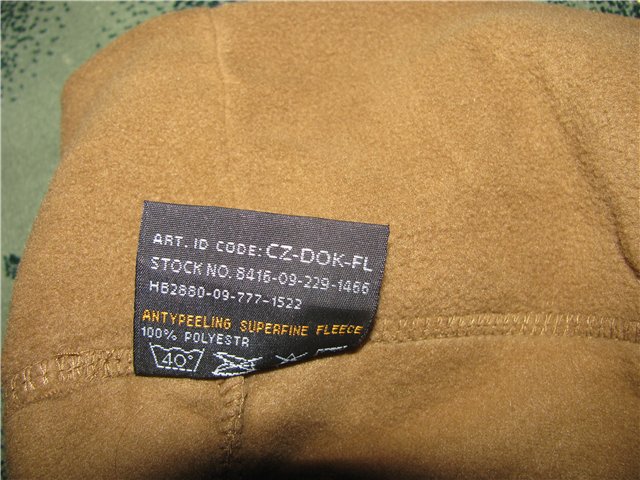 ART. ID CODE: CZ-DOK-FL
STOCK NO. 8416-09-229-1466
HB2880-09-777-1522
ANTYPEELING SUPERFINE FLEECE
100% POLYESTR
40°